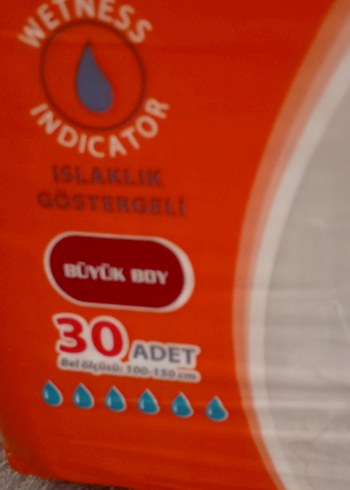 WETNESS
INDICATOR
ISLAKLIK
GÖSTERGELİ
BÜYÜK BOY
30 ADET
Bel ölçüsü: 100-150 cm